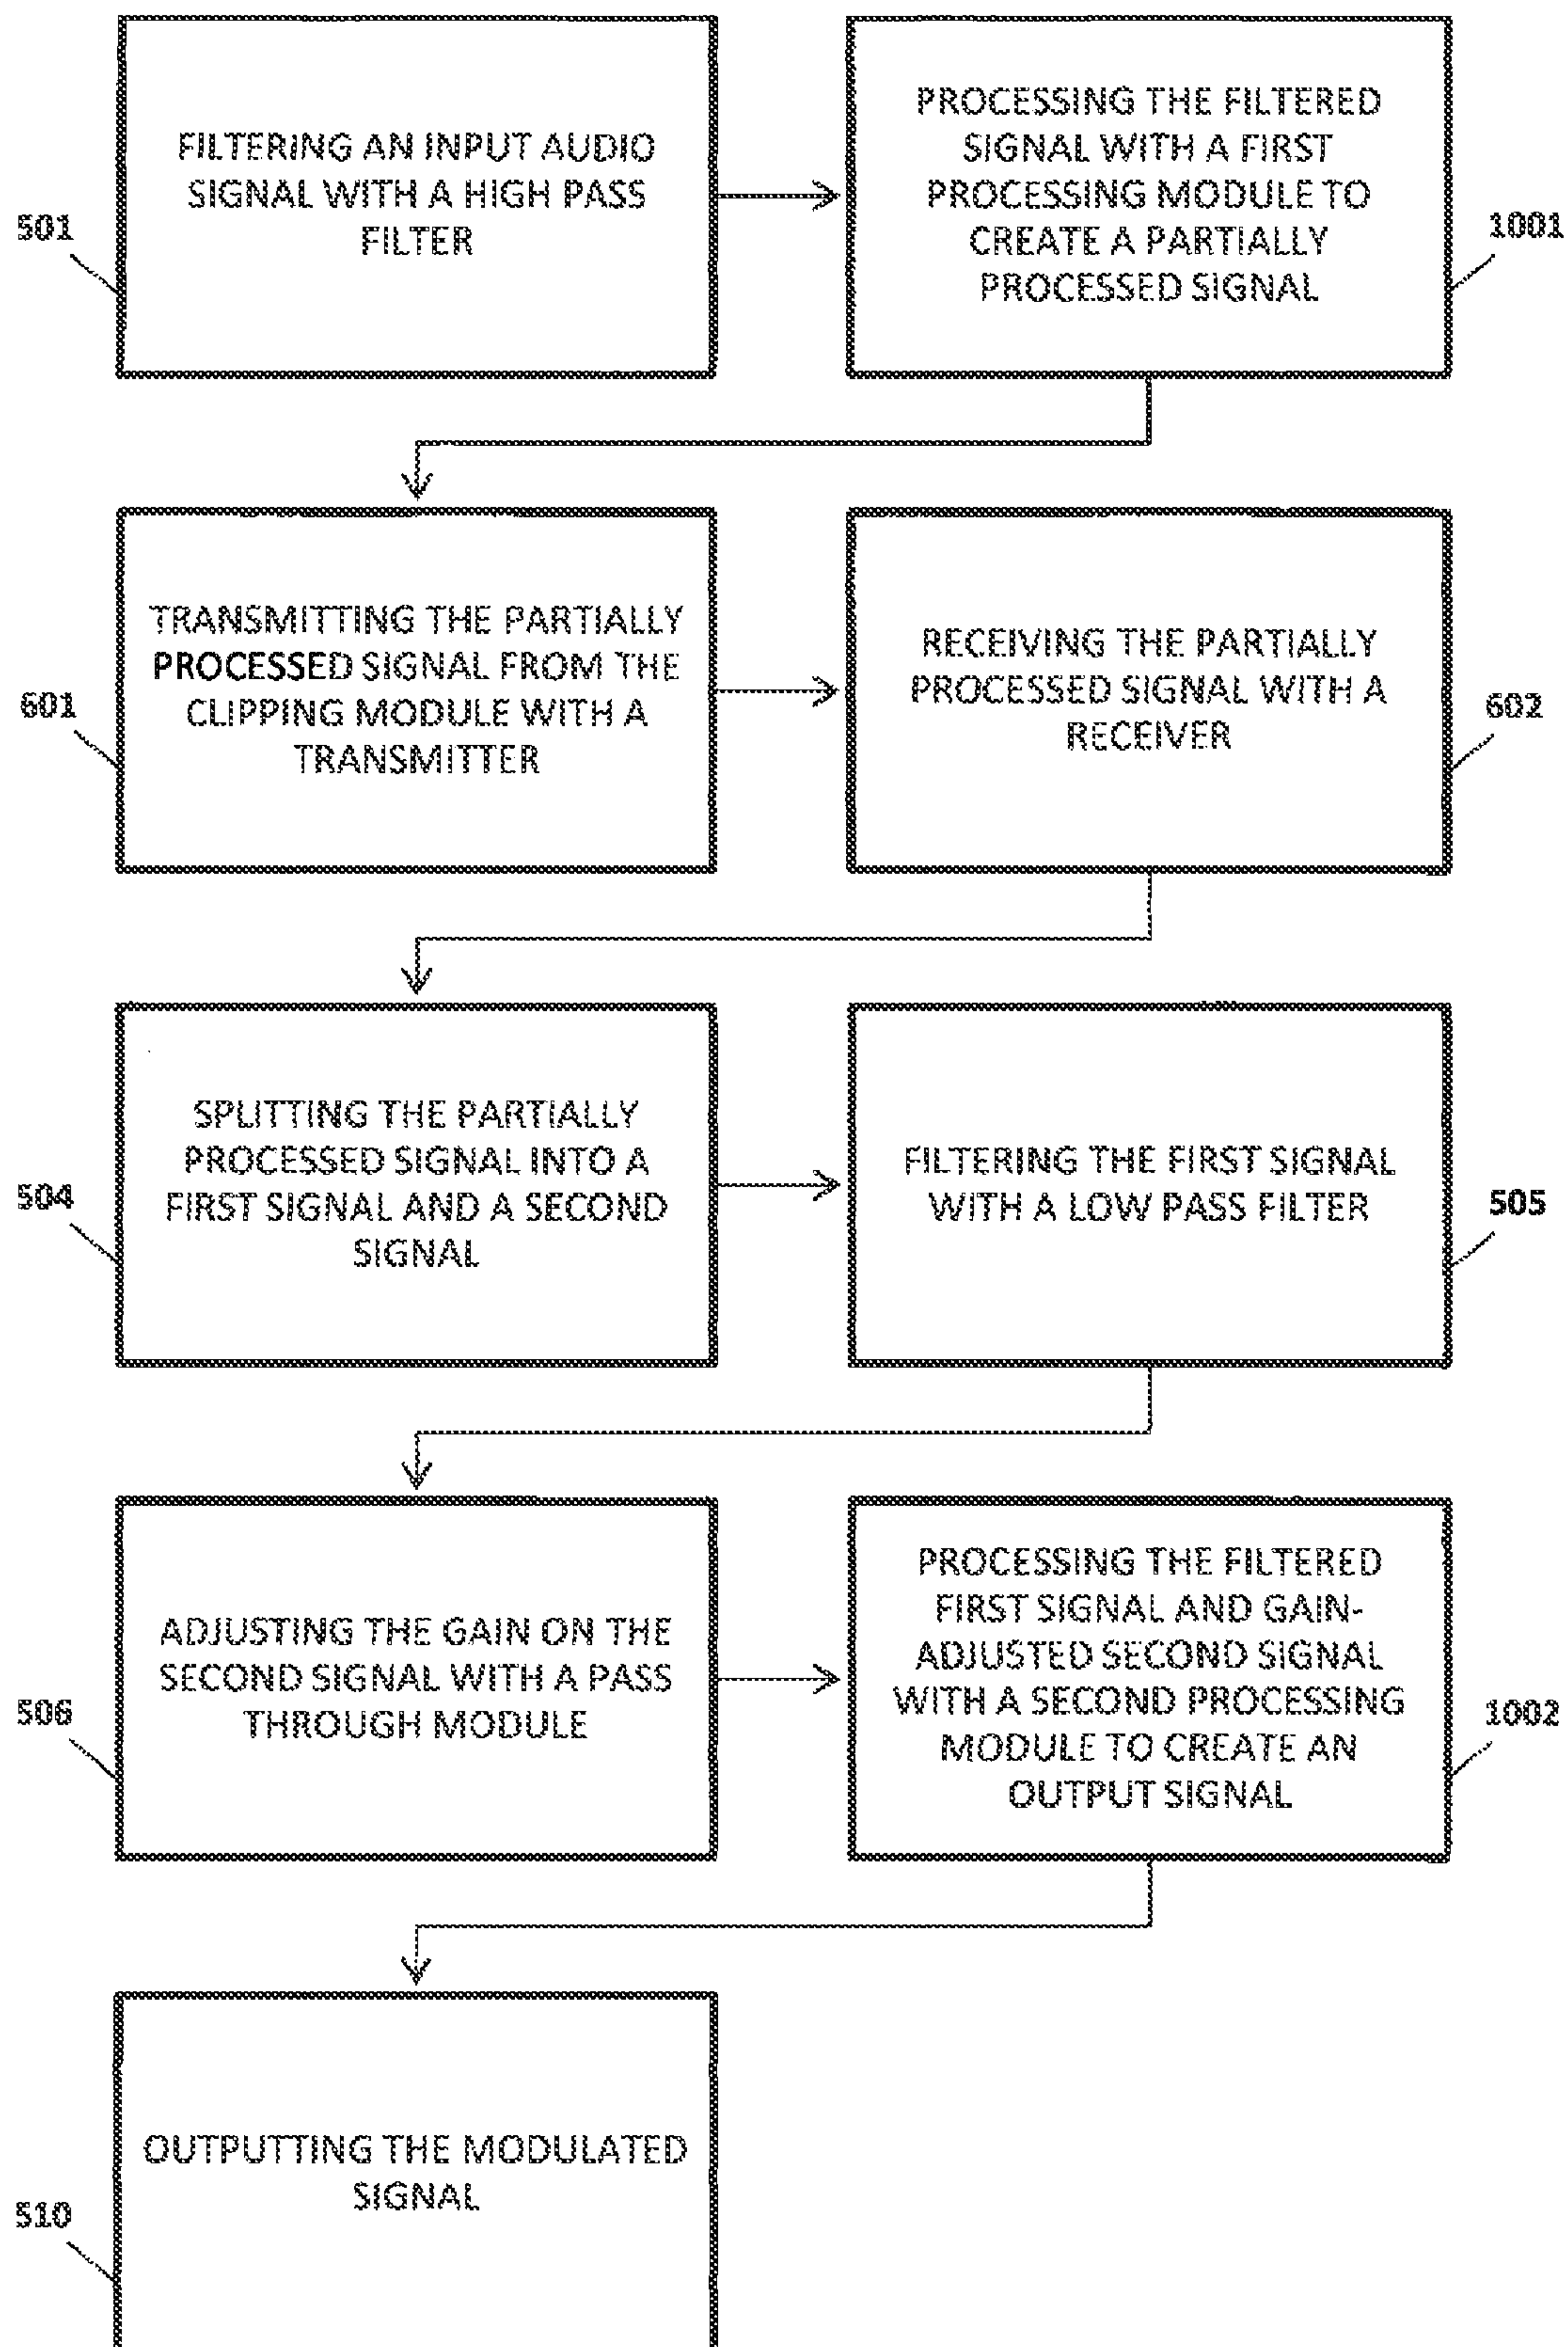 FILTERING AN INPUT AUDIO
SIGNAL WITH A HIGH PASS
FILTER
501
PROCESSING THE FILTERED
SIGNAL WITH A FIRST
PROCESSING MODULE TO
CREATE A PARTIALLY
PROCESSED SIGNAL
1001
TRANSMITTING THE PARTIALLY
PROCESSED SIGNAL FROM THE
CLIPPING MODULE WITH A
TRANSMITTER
601
RECEIVING THE PARTIALLY
PROCESSED SIGNAL WITH A
RECEIVER
602
SPLITTING THE PARTIALLY
PROCESSED SIGNAL INTO A
FIRST SIGNAL AND A SECOND
SIGNAL
504
FILTERING THE FIRST SIGNAL
WITH A LOW PASS FILTER
505
ADJUSTING THE GAIN ON THE
SECOND SIGNAL WITH A PASS
THROUGH MODULE
506
PROCESSING THE FILTERED
FIRST SIGNAL AND GAIN-
ADJUSTED SECOND SIGNAL
WITH A SECOND PROCESSING
MODULE TO CREATE AN
OUTPUT SIGNAL
1002
OUTPUTTING THE MODULATED
SIGNAL
510